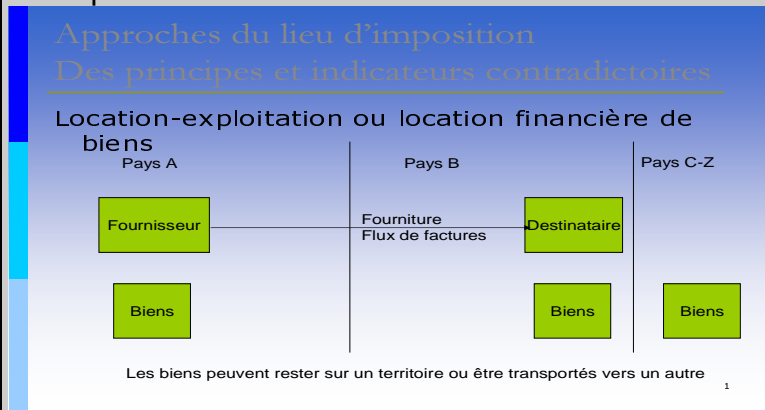 Approches du lieu d’imposition
Des principes et indicateurs contradictoires
Location-exploitation ou location financière de
biens
Pays A
Pays B
Pays C-Z
Fournisseur
Fourniture
Flux de factures
Destinataire
Biens
Biens
Biens
Les biens peuvent rester sur un territoire ou être transportés vers un autre
1